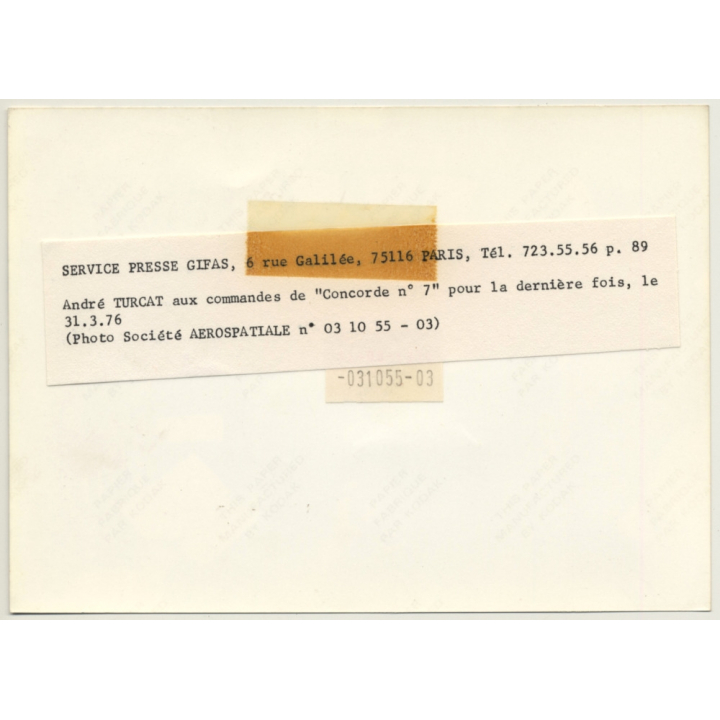 SERVICE PRESSE GIFAS, 6 rue Galilée, 75116 PARIS, Tél. 723.55.56 p. 89
André TURCAT aux commandes de "Concorde n° 7" pour la dernière fois, le
31.3.76
(Photo Société AEROSPATIALE n° 03 10 55 - 03)
-031055-03